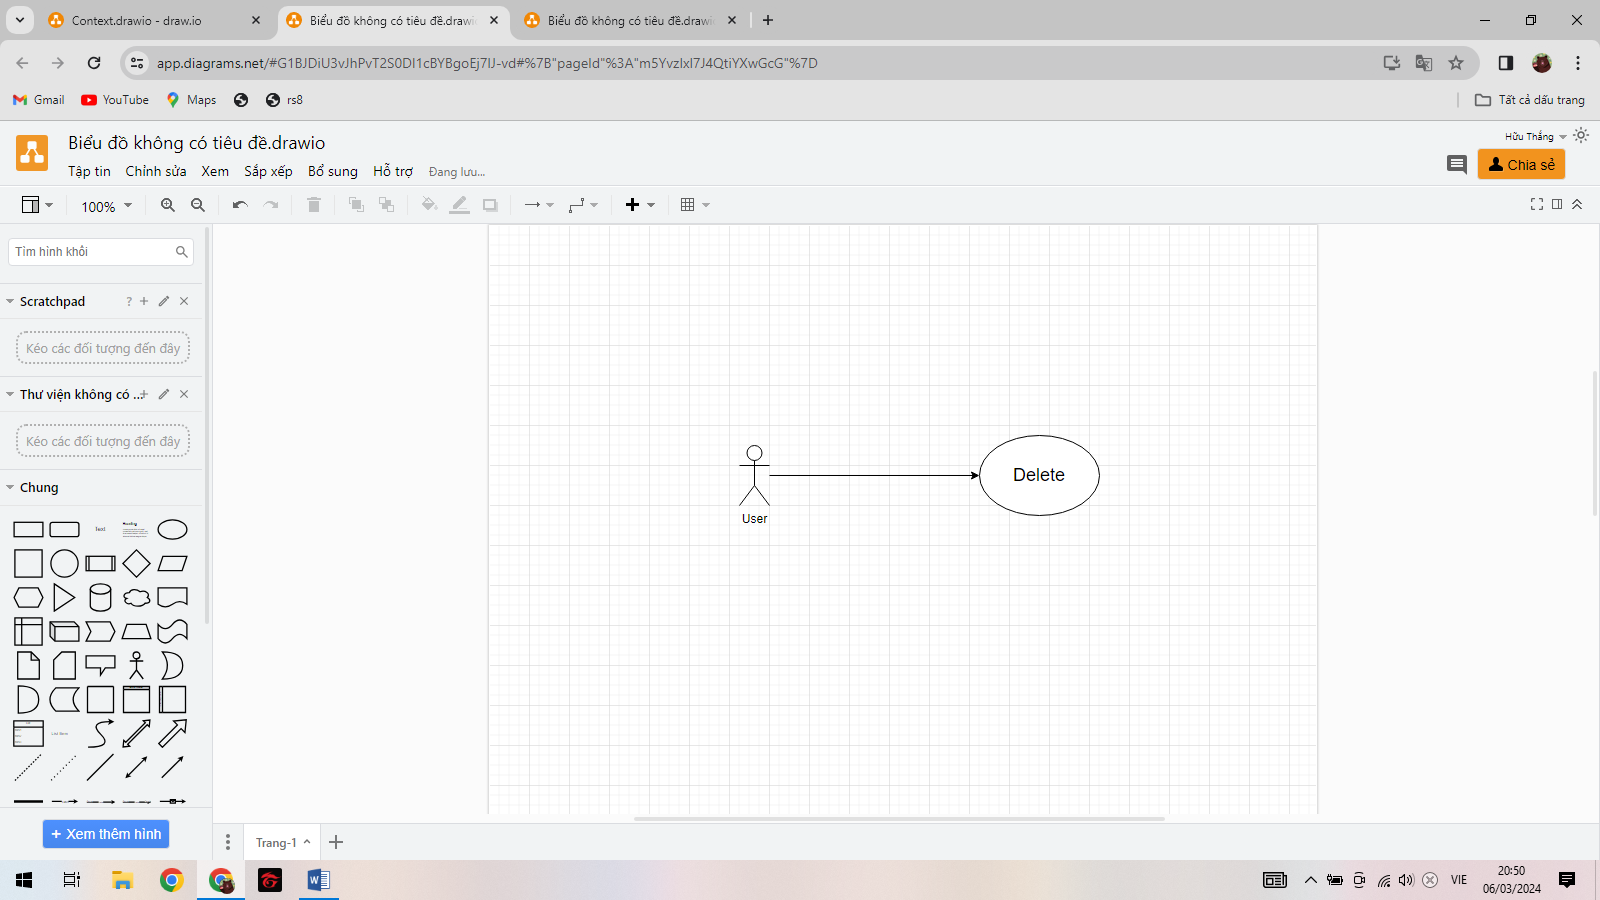 Context.drawio - draw.io
Biểu đồ không có tiêu đề.drawio
Biểu đồ không có tiêu đề.drawio
app.diagrams.net/#G1BJDiU3vJhPvT2S0DI1cBYBgoEj7lJ-vd#%7B"pageId"%3A"m5YvzIxI7J4QtiYXwGcG"%7D
Gmail
YouTube
Maps
rs8
Tất cả dấu trang
Biểu đồ không có tiêu đề.drawio
Hữu Thắng
Tập tin
Chỉnh sửa
Xem
Sắp xếp
Bổ sung
Hỗ trợ
Đang lưu...
Chia sẻ
100%
Tìm hình khối
Scratchpad
?
Kéo các đối tượng đến đây
Thư viện không có ...
Kéo các đối tượng đến đây
Chung
Text
Heading
User
Delete
+ Xem thêm hình
Trang-1
VIE
20:50
06/03/2024